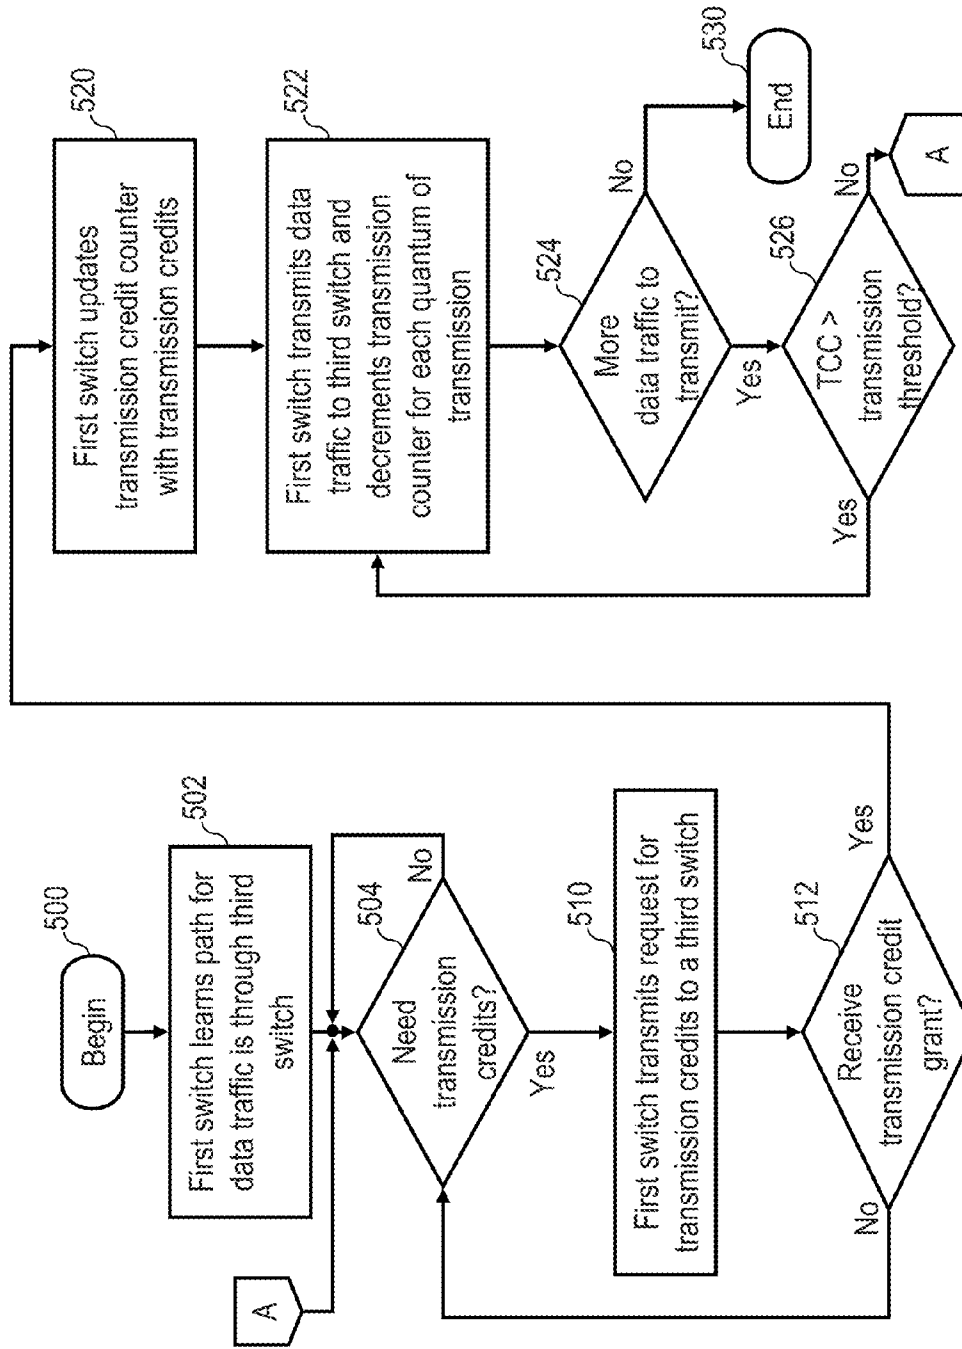 Begin
500
First switch learns path for
data traffic is through third
switch
502
A
Need
transmission
credits?
504
No
Yes
First switch transmits request for
transmission credits to a third switch
510
Receive
transmission credit
grant?
512
No
Yes
First switch updates
transmission credit counter
with transmission credits
520
First switch transmits data
traffic to third switch and
decrements transmission
counter for each quantum of
transmission
522
More
data traffic to
transmit?
524
No
Yes
End
530
TCC >
transmission
threshold?
526
Yes
No
A